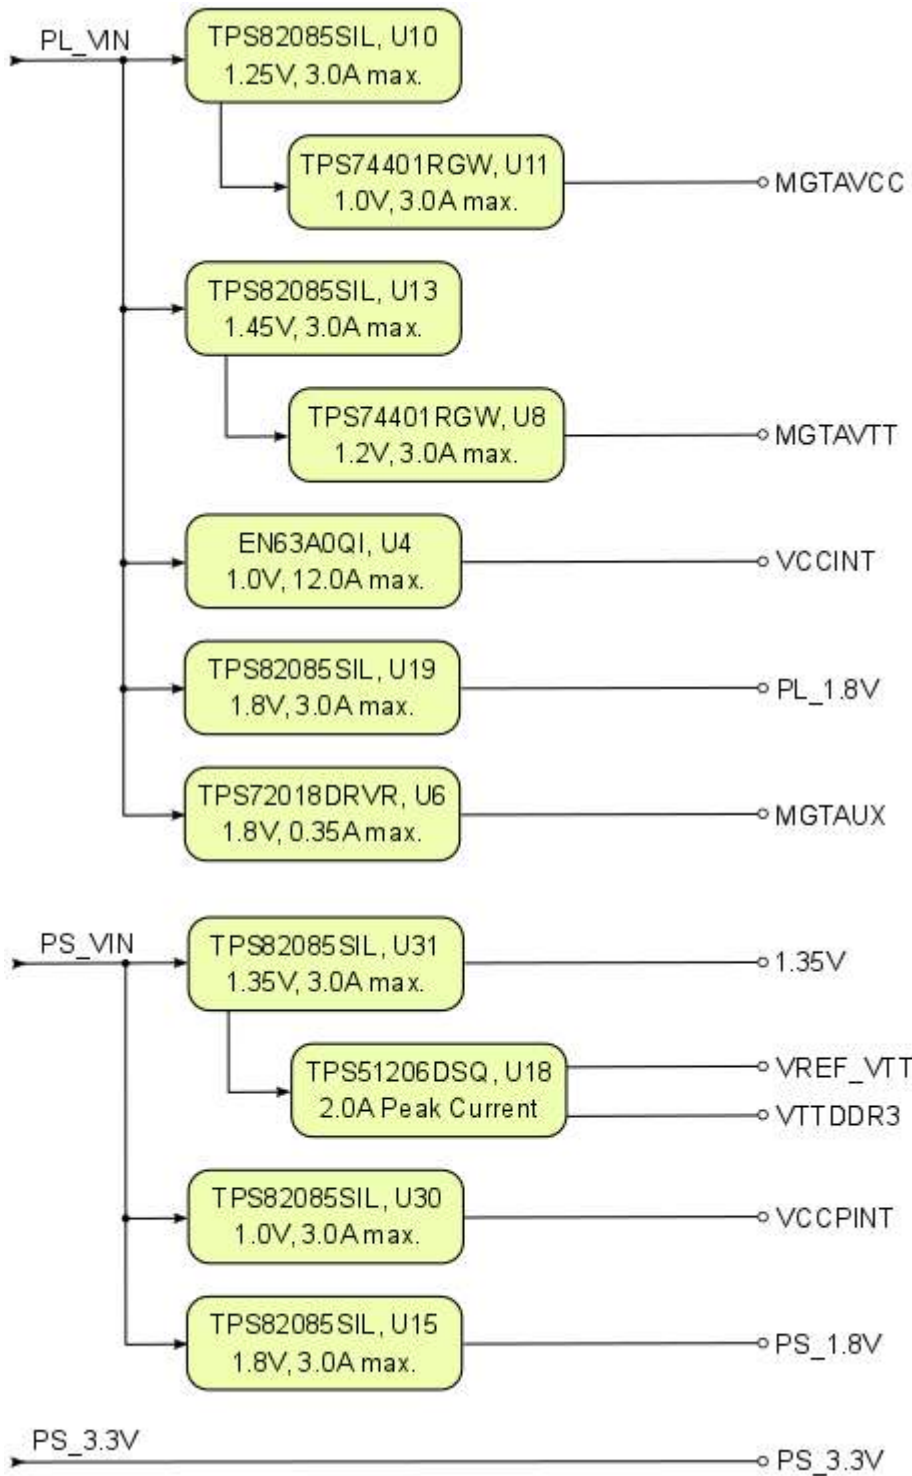 PL_VIN
TPS82085SIL, U10
1.25V, 3.0A max.
TPS74401RGW, U11
1.0V, 3.0A max.
MGTAVCC
TPS82085SIL, U13
1.45V, 3.0A max.
TPS74401RGW, U8
1.2V, 3.0A max.
MGTAVTT
EN63A0QI, U4
1.0V, 12.0A max.
VCCINT
TPS82085SIL, U19
1.8V, 3.0A max.
PL_1.8V
TPS72018DRVR, U6
1.8V, 0.35A max.
MGTAUX
PS_VIN
TPS82085SIL, U31
1.35V, 3.0A max.
1.35V
TPS51206DSQ, U18
2.0A Peak Current
VREF_VTT
VTTDDR3
TPS82085SIL, U30
1.0V, 3.0A max.
VCCPINT
TPS82085SIL, U15
1.8V, 3.0A max.
PS_1.8V
PS_3.3V
PS_3.3V